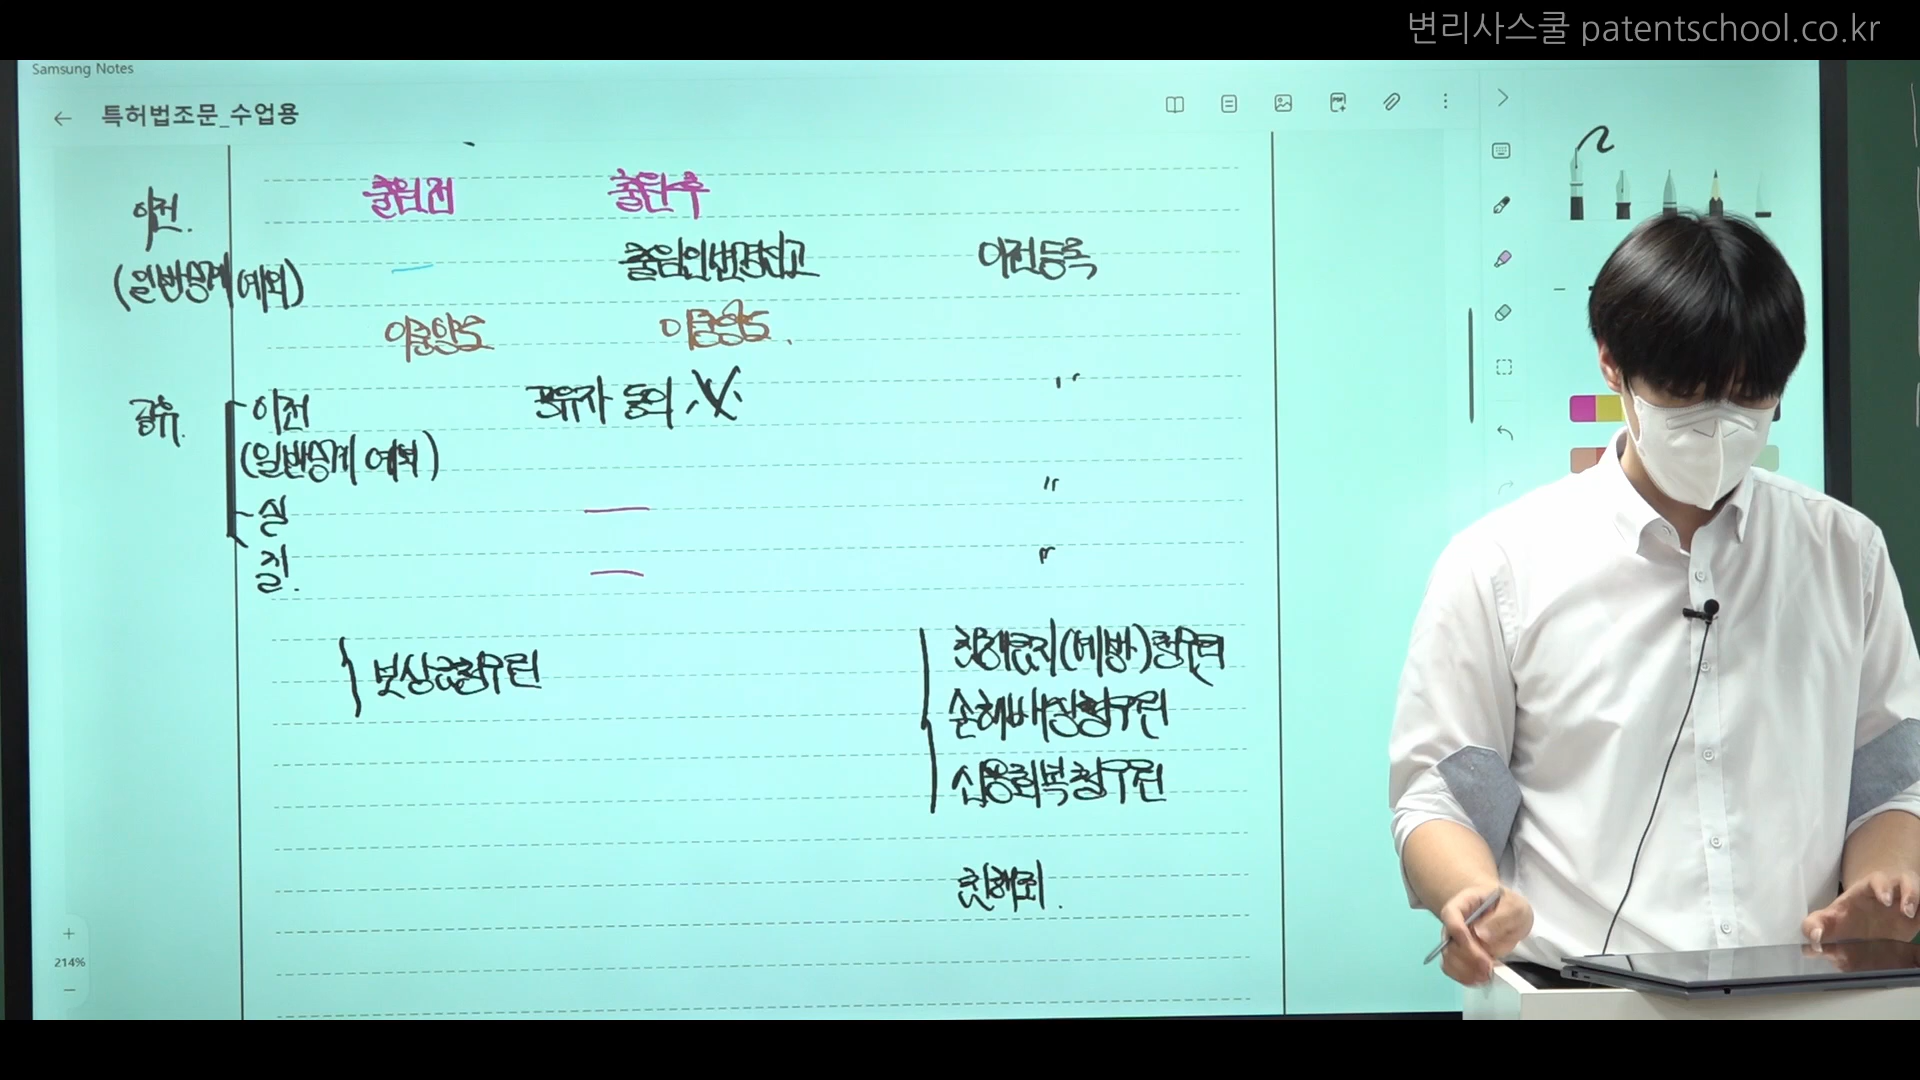 변리사스쿨 patentschool.co.kr
Samsung Notes
특허법조문_수업용
출원전 출원후
이전.
출원인변경신고 이전등록
(일반승계 예외)
이중양도 이중양도.
공유. 이전 공유자 동의 X 〃
(일반승계 예외)
실 〃
질. 〃
보상금청구권 침해금지(예방)청구권
손해배상청구권
신용회복청구권
침해죄.
214%